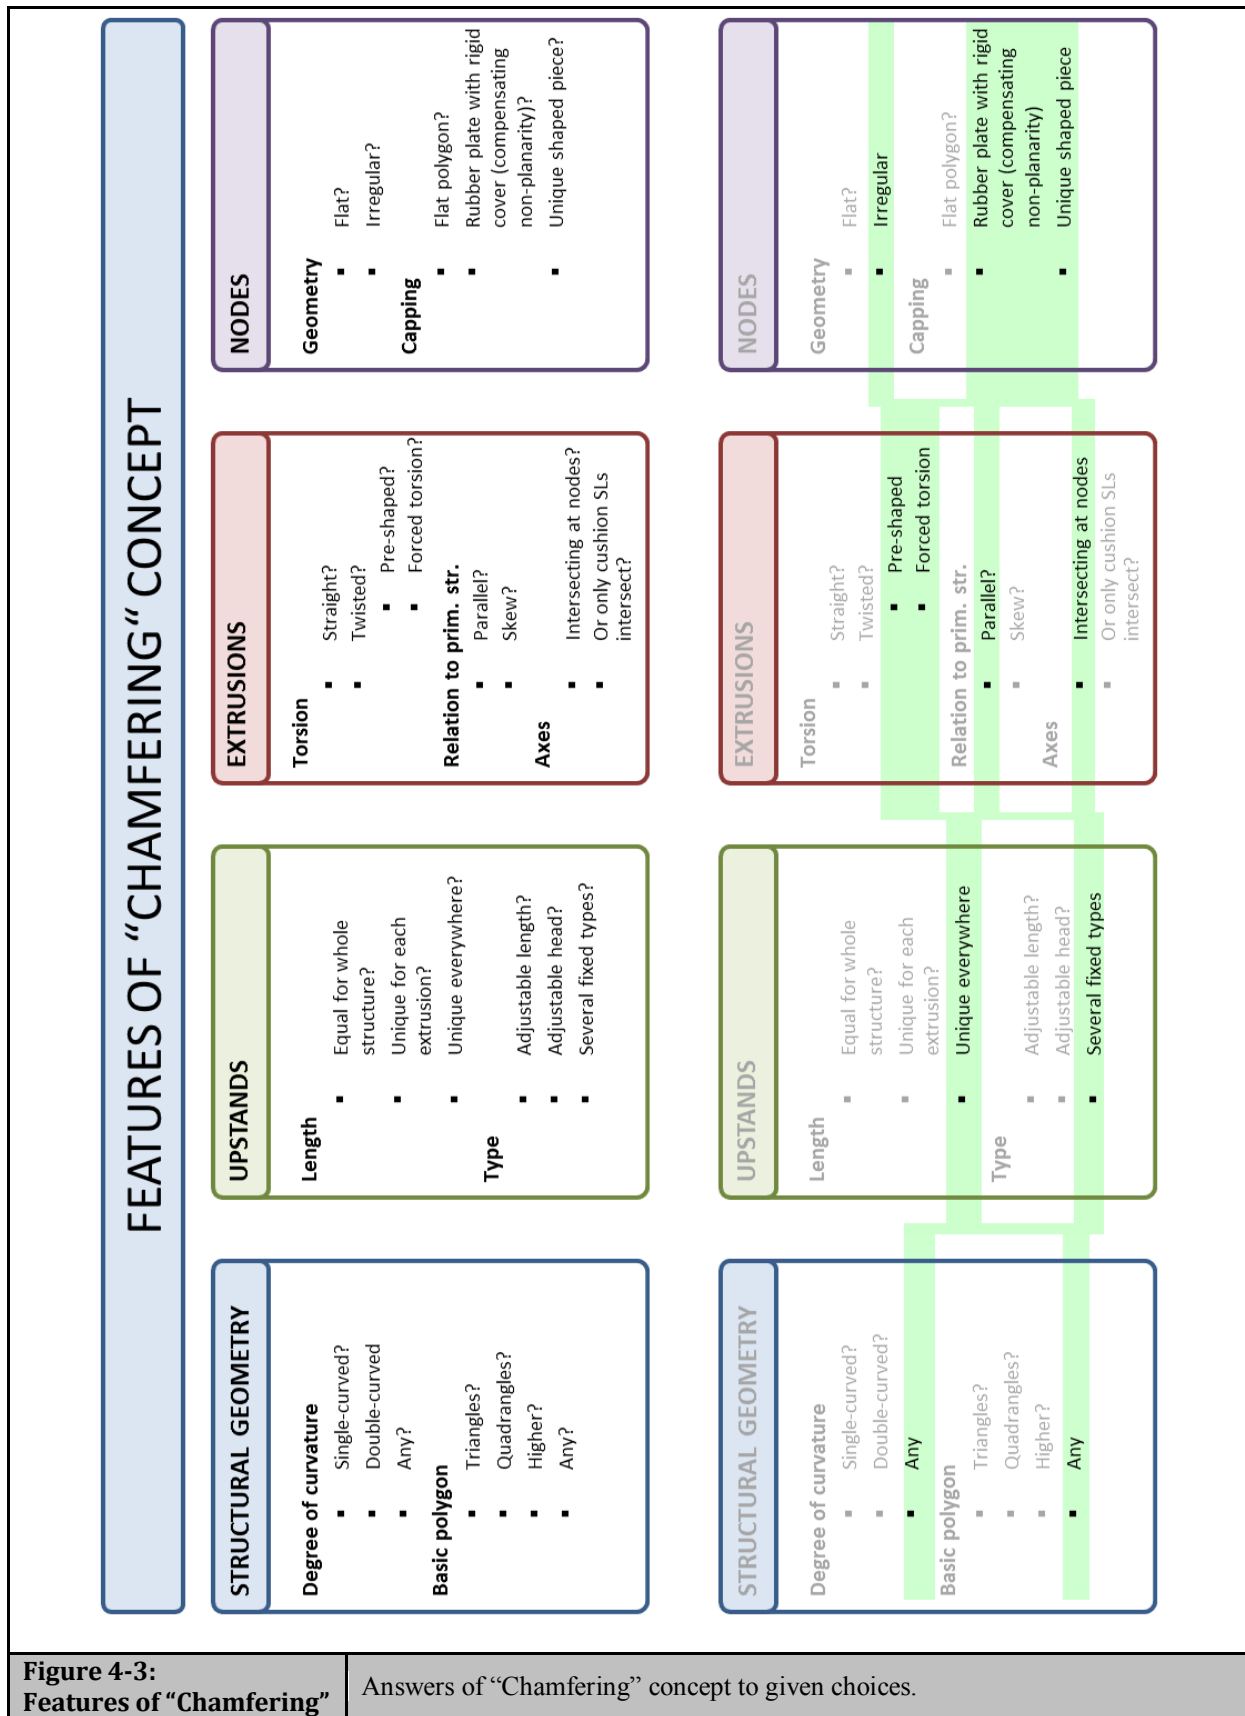 FEATURES OF “CHAMFERING“ CONCEPT
STRUCTURAL GEOMETRY
Degree of curvature
▪ Single-curved?
▪ Double-curved
▪ Any?
Basic polygon
▪ Triangles?
▪ Quadrangles?
▪ Higher?
▪ Any?
UPSTANDS
Length
▪ Equal for whole
structure?
▪ Unique for each
extrusion?
▪ Unique everywhere?
Type
▪ Adjustable length?
▪ Adjustable head?
▪ Several fixed types?
EXTRUSIONS
Torsion
▪ Straight?
▪ Twisted?
▪ Pre-shaped?
▪ Forced torsion?
Relation to prim. str.
▪ Parallel?
▪ Skew?
Axes
▪ Intersecting at nodes?
▪ Or only cushion SLs
intersect?
NODES
Geometry
▪ Flat?
▪ Irregular?
Capping
▪ Flat polygon?
▪ Rubber plate with rigid
cover (compensating
non-planarity)?
▪ Unique shaped piece?
STRUCTURAL GEOMETRY
Degree of curvature
▪ Single-curved?
▪ Double-curved?
▪ Any
Basic polygon
▪ Triangles?
▪ Quadrangles?
▪ Higher?
▪ Any
UPSTANDS
Length
▪ Equal for whole
structure?
▪ Unique for each
extrusion?
▪ Unique everywhere
Type
▪ Adjustable length?
▪ Adjustable head?
▪ Several fixed types
EXTRUSIONS
Torsion
▪ Straight?
▪ Twisted?
▪ Pre-shaped
▪ Forced torsion
Relation to prim. str.
▪ Parallel?
▪ Skew?
Axes
▪ Intersecting at nodes
▪ Or only cushion SLs
intersect?
NODES
Geometry
▪ Flat?
▪ Irregular
Capping
▪ Flat polygon?
▪ Rubber plate with rigid
cover (compensating
non-planarity)
▪ Unique shaped piece
Figure 4-3:
Features of “Chamfering”
Answers of “Chamfering” concept to given choices.